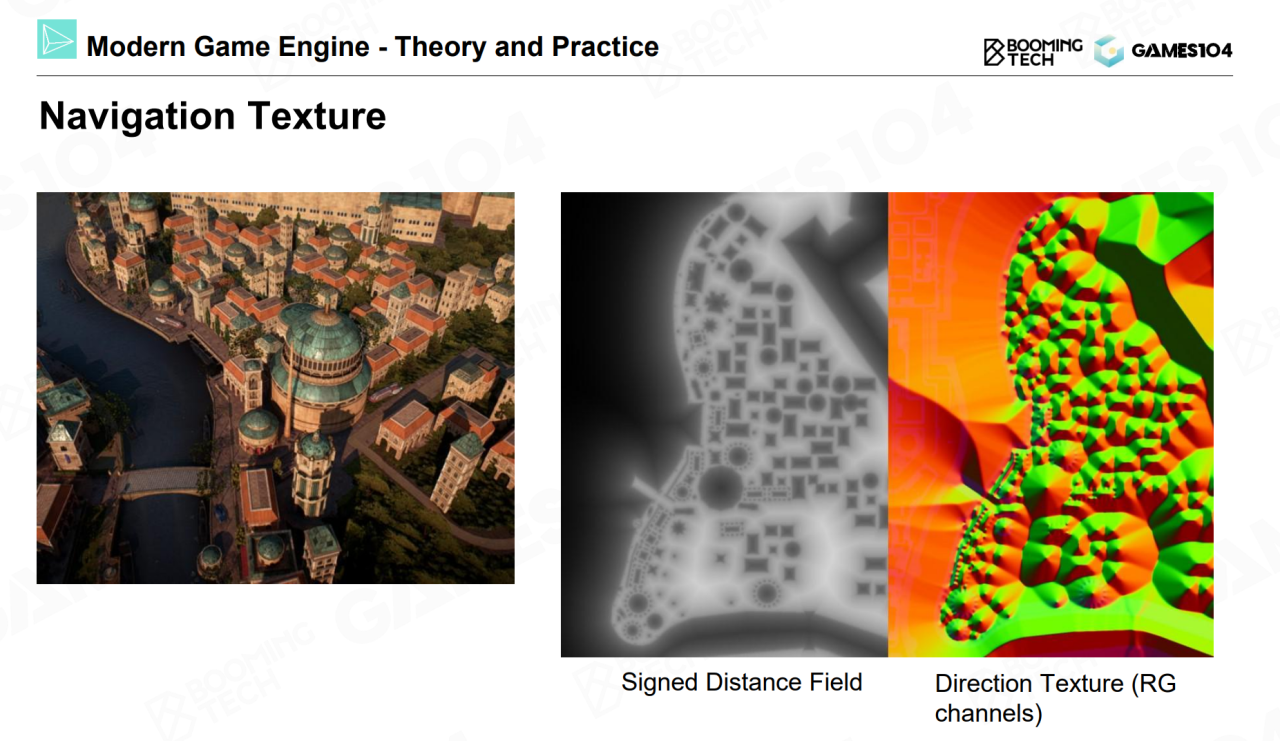 Modern Game Engine - Theory and Practice
BOOMING
TECH
GAMES104
Navigation Texture
Signed Distance Field
Direction Texture (RG
channels)